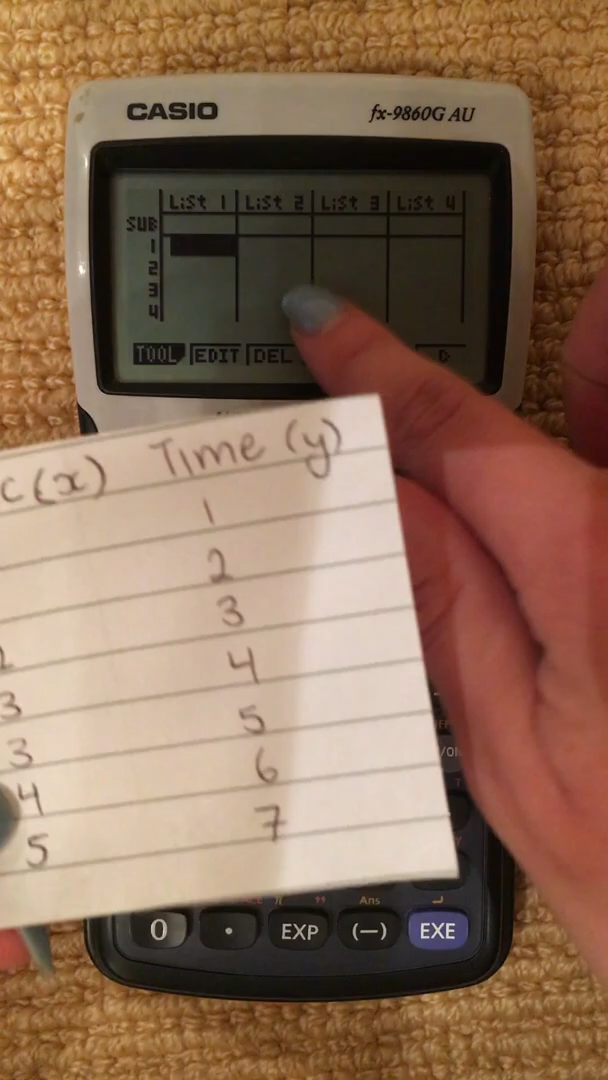 CASIO fx-9860G AU
LiSt 1 LiSt 2 LiSt 3 LiSt 4
SUB
1
2
3
4
TOOL EDIT DEL
c(x) Time (y)
1
2
3
2 4
3 5
3 6
4 7
5
Ans
0 . EXP (—) EXE